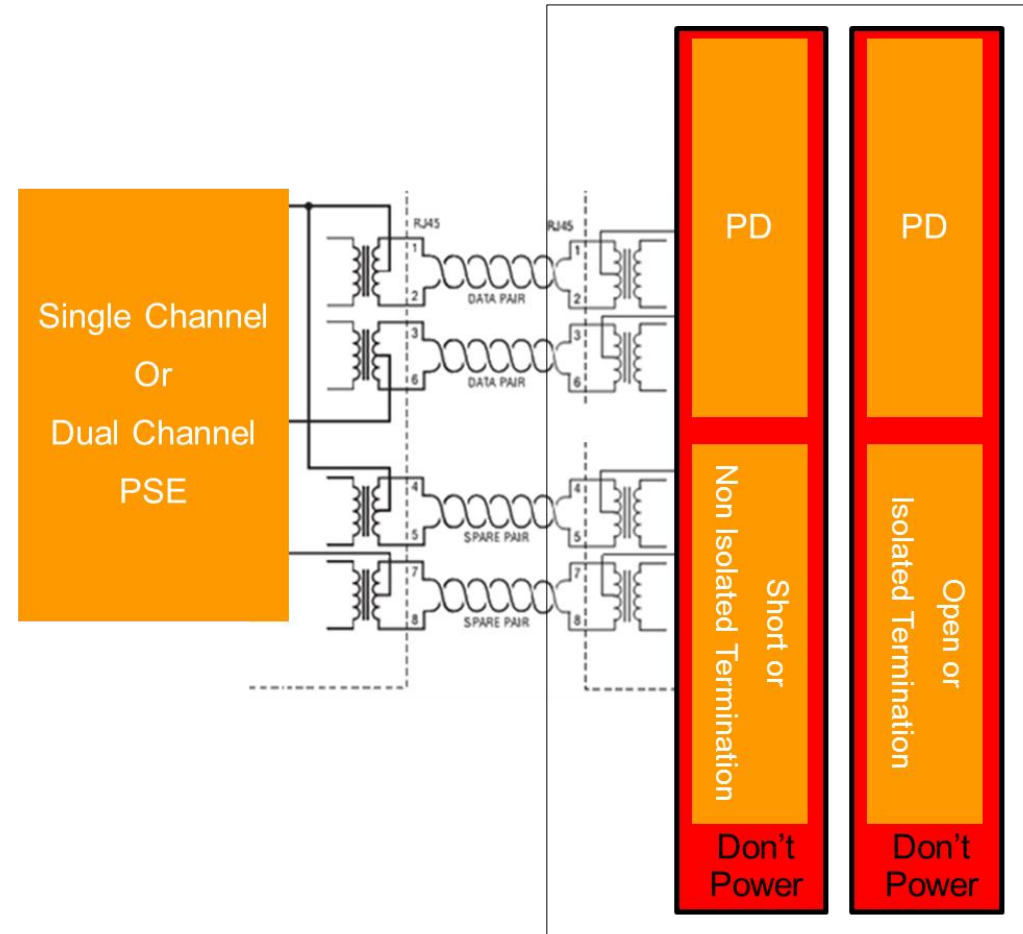 Single Channel
Or
Dual Channel
PSE
RJ45
RJ45
1
2
DATA PAIR
1
2
3
6
DATA PAIR
3
6
4
5
SPARE PAIR
4
5
7
8
SPARE PAIR
7
8
PD
Short or
Non Isolated Termination
Don't
Power
PD
Open or
Isolated Termination
Don't
Power